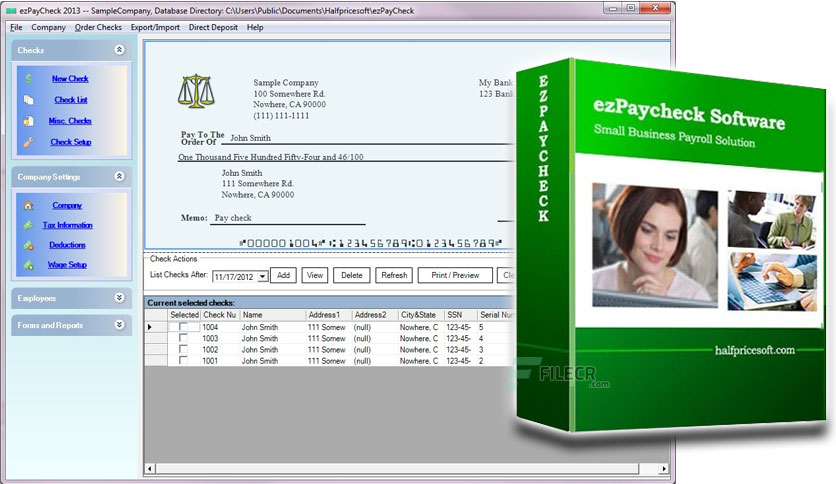 ezPayCheck 2013 -- SampleCompany, Database Directory: C:\Users\Public\Documents\Halfpricesoft\ezPayCheck
File Company Order Checks Export/Import Direct Deposit Help
Checks
New Check
Check List
Misc. Checks
Check Setup
Company Settings
Company
Tax Information
Deductions
Wage Setup
Employees
Forms and Reports
Sample Company
100 Somewhere Rd.
Nowhere, CA 90000
(111) 111-1111
My Bank
123 Bank
Pay To The
Order Of John Smith
One Thousand Five Hundred Fifty-Four and 46/100
John Smith
111 Somewhere Rd.
Nowhere, CA 90000
Memo: Pay check
⑈00001004⑈ ⑆123456789⑆ 123456789⑈
Check Actions
List Checks After: 11/17/2012 Add View Delete Refresh Print / Preview Cle
Current selected checks:
Selected Check Nu Name Address1 Address2 City&State SSN Serial Num
1004 John Smith 111 Somew (null) Nowhere, C 123-45- 5
1003 John Smith 111 Somew (null) Nowhere, C 123-45- 4
1002 John Smith 111 Somew (null) Nowhere, C 123-45- 3
1001 John Smith 111 Somew (null) Nowhere, C 123-45- 2
EZPAYCHECK
ezPaycheck Software
Small Business Payroll Solution
halfpricesoft.com
FILECR
.com